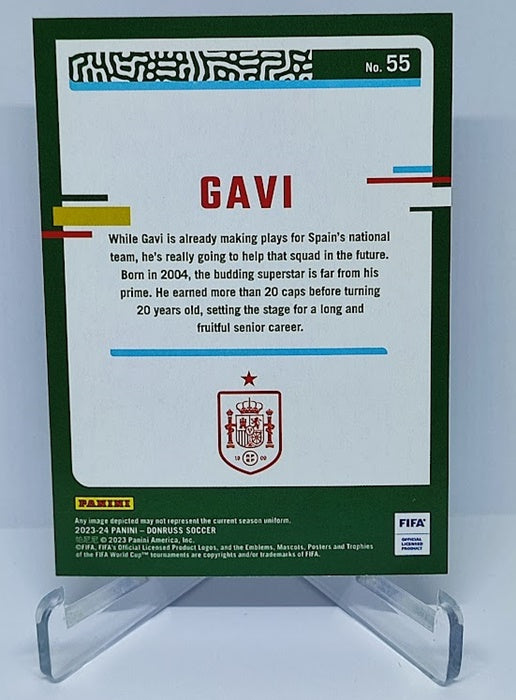 No. 55
GAVI
While Gavi is already making plays for Spain's national
team, he's really going to help that squad in the future.
Born in 2004, the budding superstar is far from his
prime. He earned more than 20 caps before turning
20 years old, setting the stage for a long and
fruitful senior career.
19 09
PANINI
Any image depicted may not represent the current season uniform.
2023-24 PANINI – DONRUSS SOCCER
帕尼尼 © 2023 Panini America, Inc.
©FIFA, FIFA's Official Licensed Product Logos, and the Emblems, Mascots, Posters and Trophies
of the FIFA World Cup™ tournaments are copyrights and/or trademarks of FIFA.
FIFA
OFFICIAL
LICENSED
PRODUCT